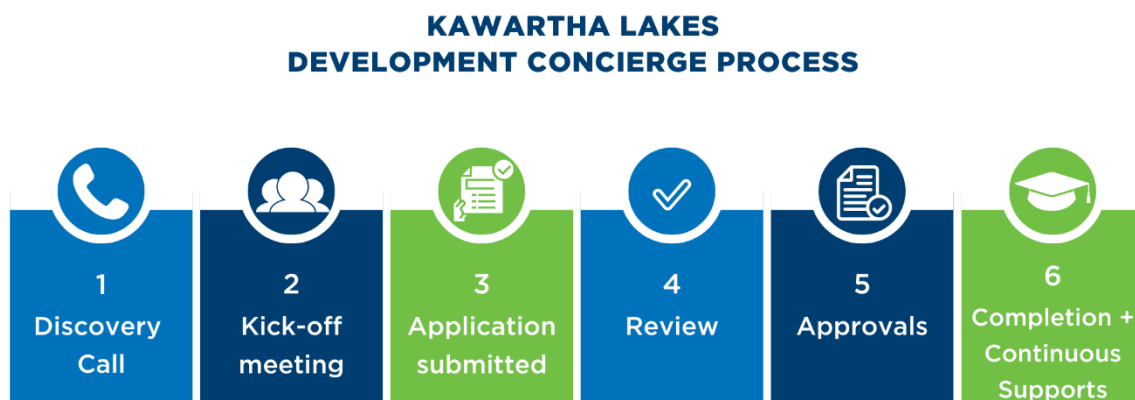 KAWARTHA LAKES
DEVELOPMENT CONCIERGE PROCESS
1
Discovery
Call
2
Kick-off
meeting
3
Application
submitted
4
Review
5
Approvals
6
Completion +
Continuous
Supports